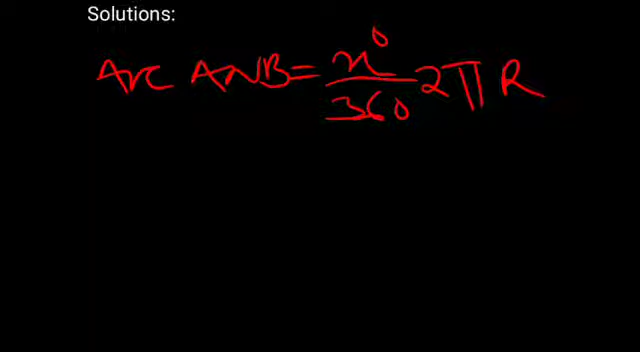 Solutions:
Arc ANB = x°/360 2πR